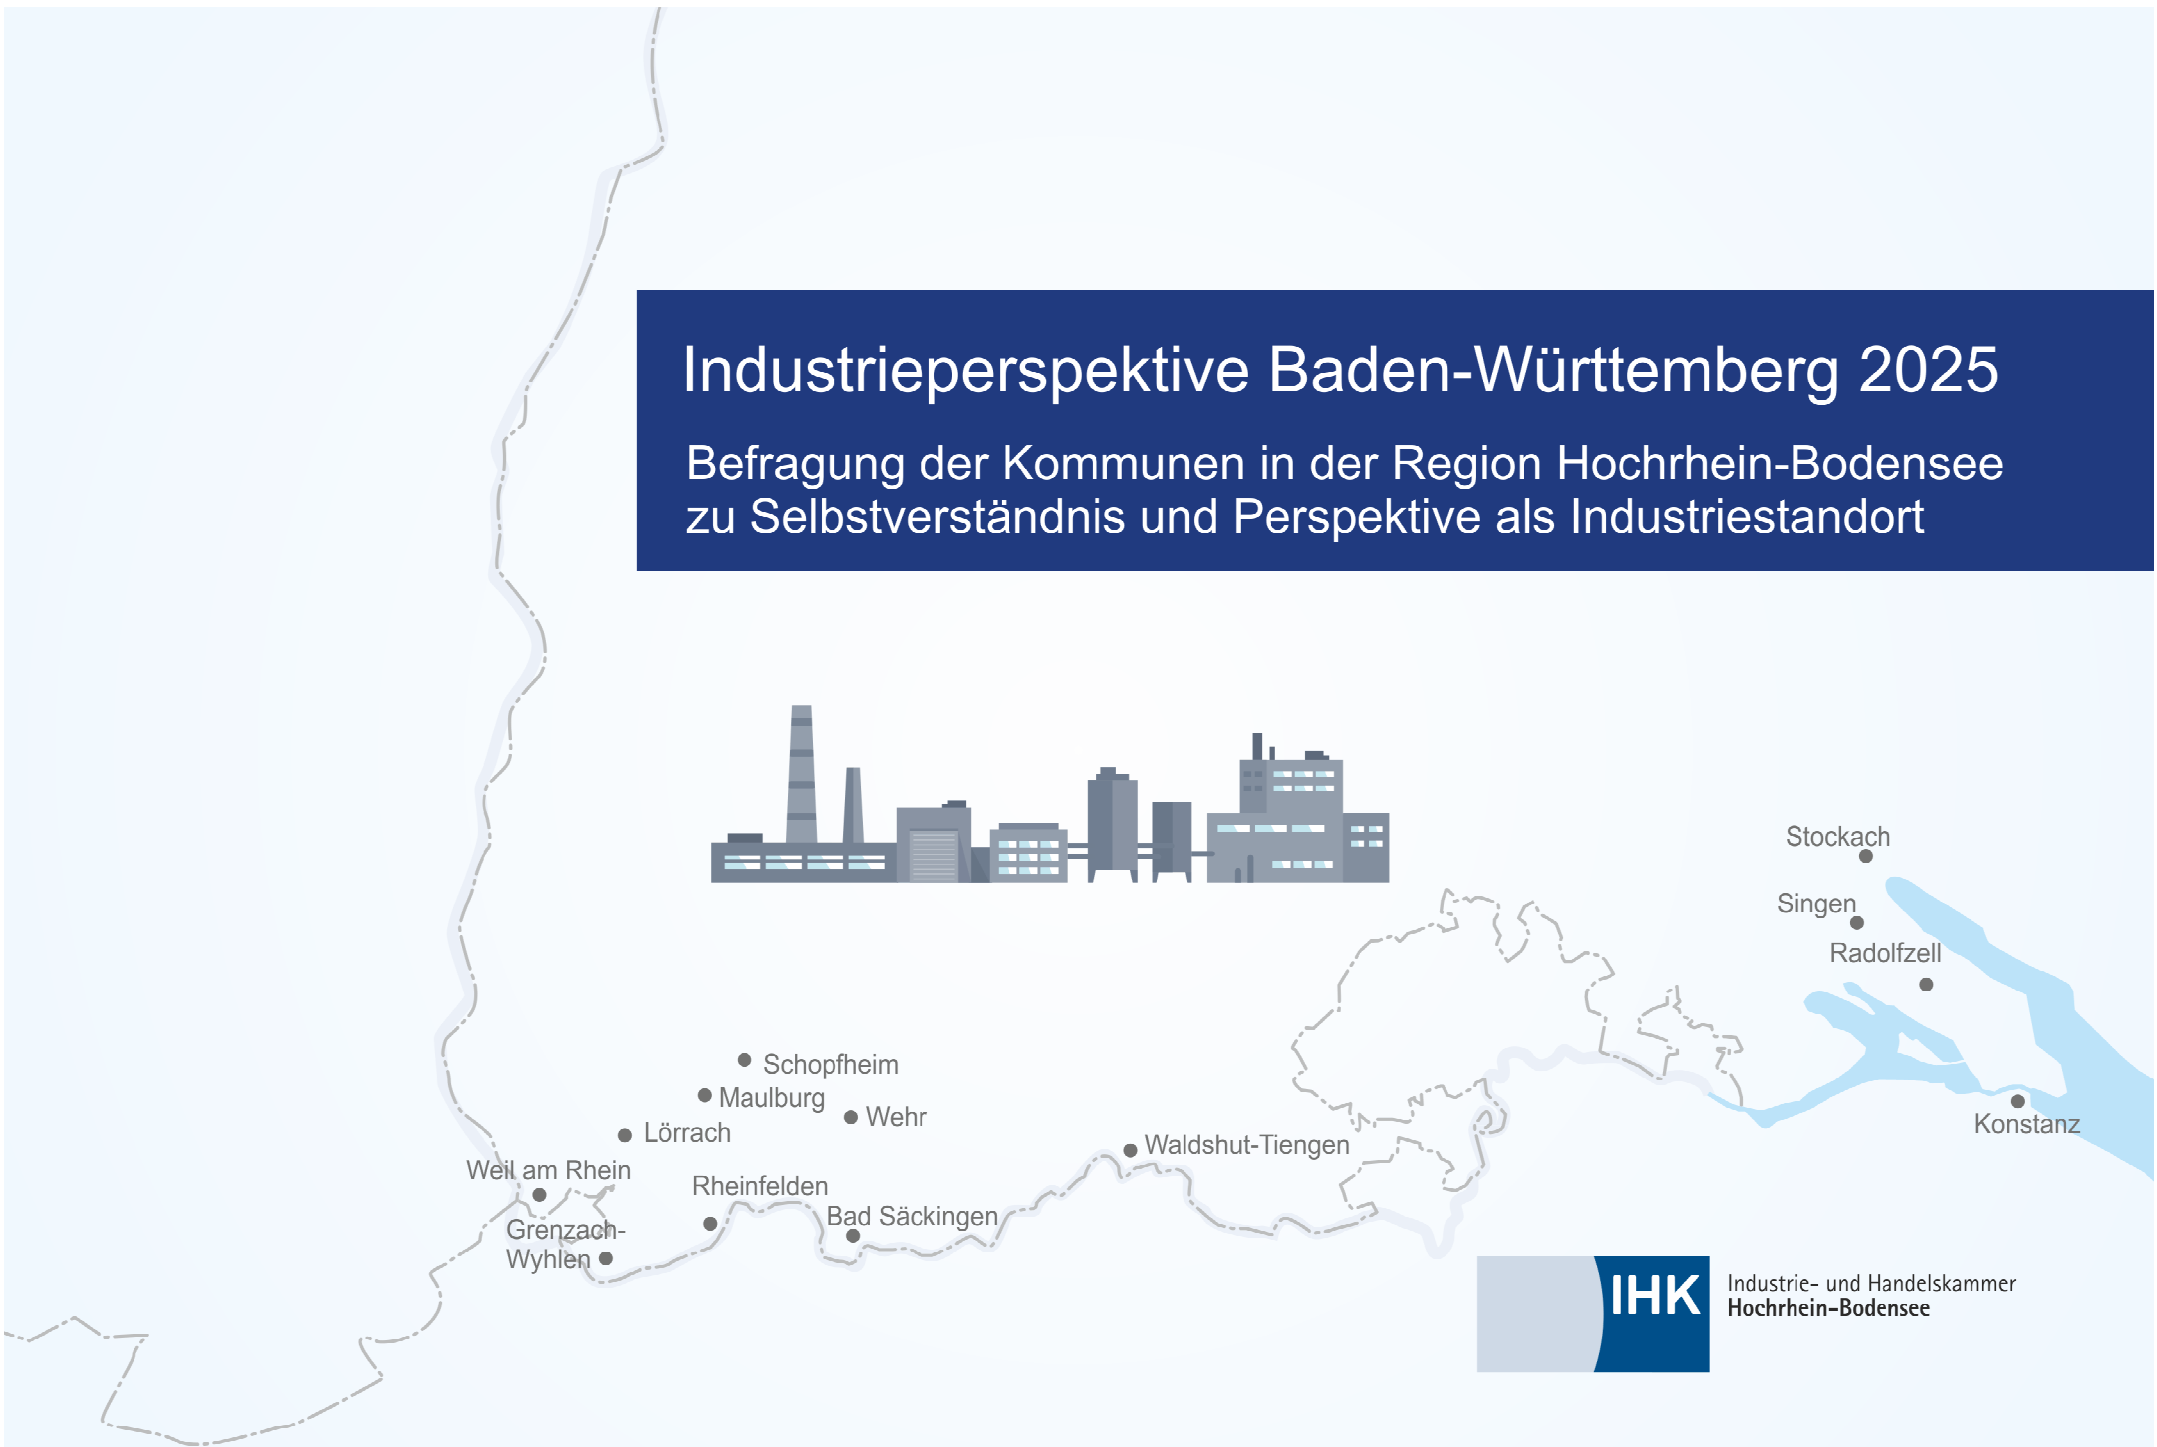 Industrieperspektive Baden-Württemberg 2025
Befragung der Kommunen in der Region Hochrhein-Bodensee
zu Selbstverständnis und Perspektive als Industriestandort
Stockach
Singen
Radolfzell
Konstanz
Schopfheim
Maulburg
Wehr
Lörrach
Waldshut-Tiengen
Weil am Rhein
Rheinfelden
Bad Säckingen
Grenzach-
Wyhlen
IHK
Industrie- und Handelskammer
Hochrhein-Bodensee